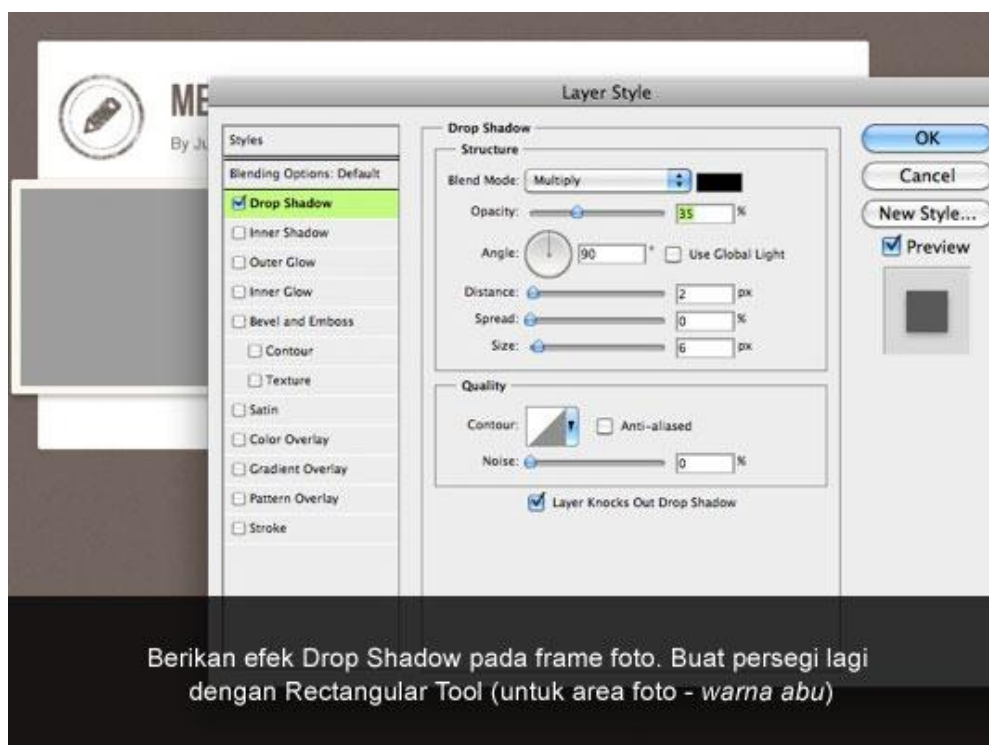 Layer Style
ME
By Ju
Styles
Blending Options: Default
Drop Shadow
Inner Shadow
Outer Glow
Inner Glow
Bevel and Emboss
Contour
Texture
Satin
Color Overlay
Gradient Overlay
Pattern Overlay
Stroke
Drop Shadow
Structure
Blend Mode: Multiply
Opacity: 35 %
Angle: 90 ° Use Global Light
Distance: 2 px
Spread: 0 %
Size: 6 px
Quality
Contour: Anti-aliased
Noise: 0 %
Layer Knocks Out Drop Shadow
OK
Cancel
New Style...
Preview
Berikan efek Drop Shadow pada frame foto. Buat persegi lagi
dengan Rectangular Tool (untuk area foto - warna abu)